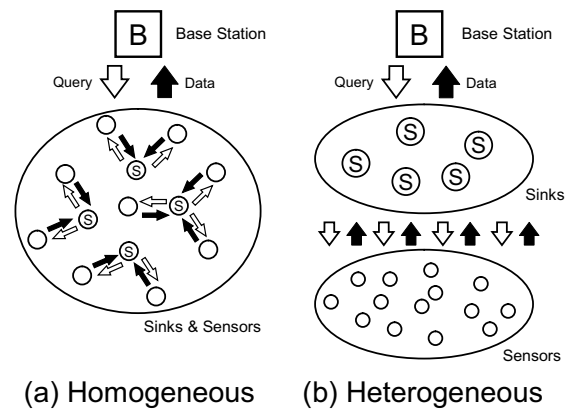 B Base Station
Query Data
S
S
S
S
Sinks & Sensors
(a) Homogeneous
B Base Station
Query Data
S
S
S
S
S
Sinks
Sensors
(b) Heterogeneous